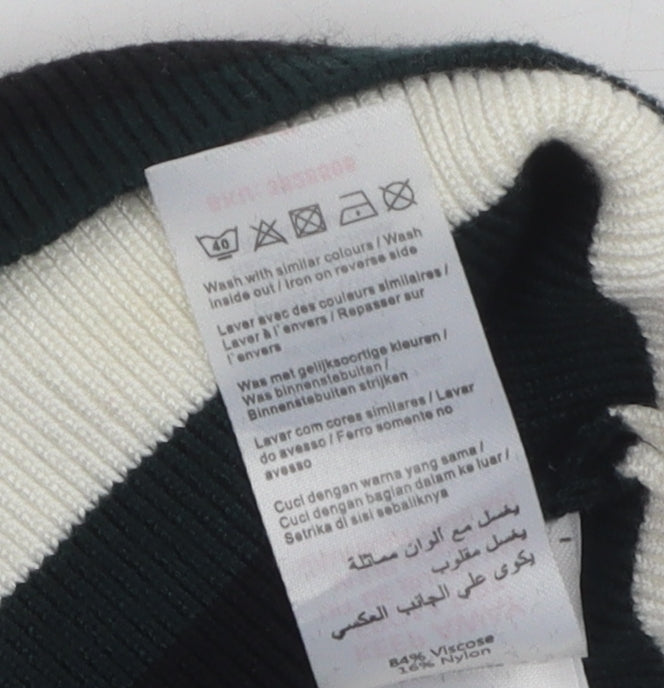 40
Wash with similar colours / Wash
inside out / Iron on reverse side
Laver avec des couleurs similaires /
Laver à l'envers / Repasser sur
l'envers
Was met gelijksoortige kleuren /
Was binnenstebuiten /
Binnenstebuiten strijken
Lavar com cores similares / Lavar
do avesso / Ferro somente no
avesso
Cuci dengan warna yang sama /
Cuci dengan bagian dalam ke luar /
Setrika di sisi sebaliknya
يغسل مع ألوان مماثلة
يغسل مقلوب
يكوى علي الجانب العكسي
84% Viscose
16% Nylon